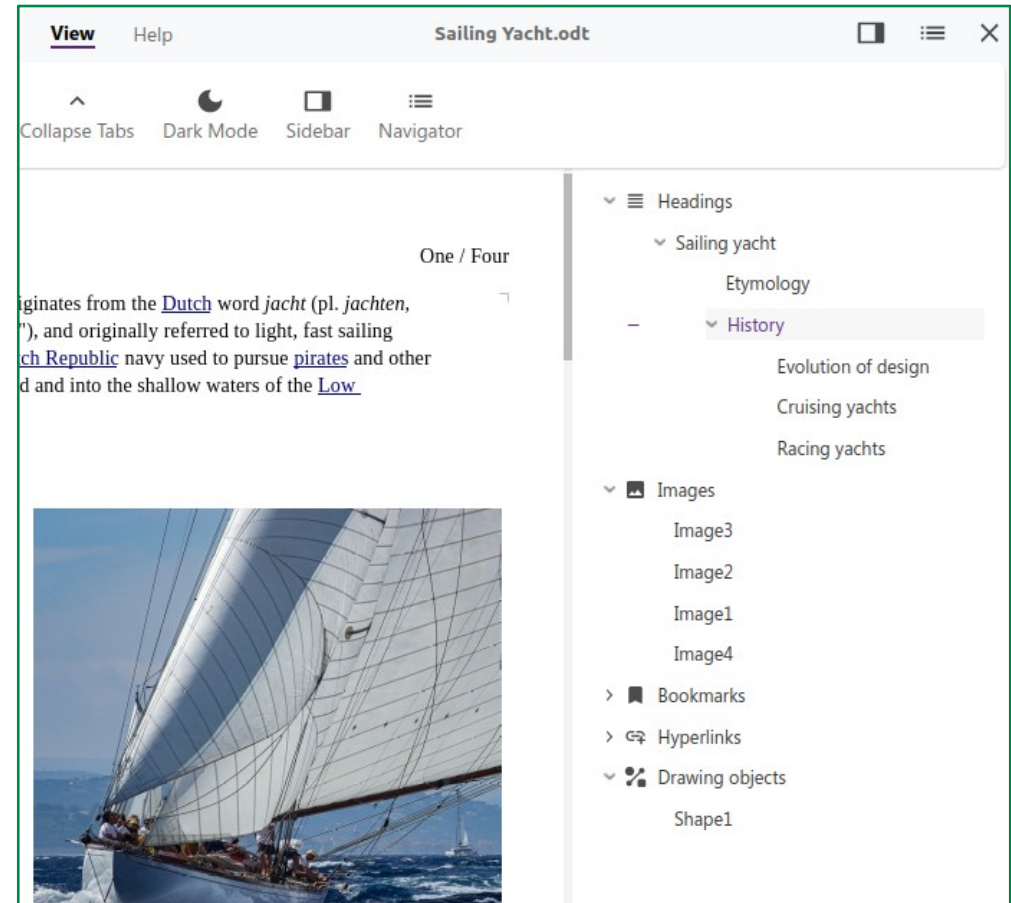 View Help Sailing Yacht.odt
Collapse Tabs Dark Mode Sidebar Navigator
One / Four
iginates from the Dutch word jacht (pl. jachten,
"), and originally referred to light, fast sailing
ch Republic navy used to pursue pirates and other
d and into the shallow waters of the Low
Headings
Sailing yacht
Etymology
History
Evolution of design
Cruising yachts
Racing yachts
Images
Image3
Image2
Image1
Image4
Bookmarks
Hyperlinks
Drawing objects
Shape1